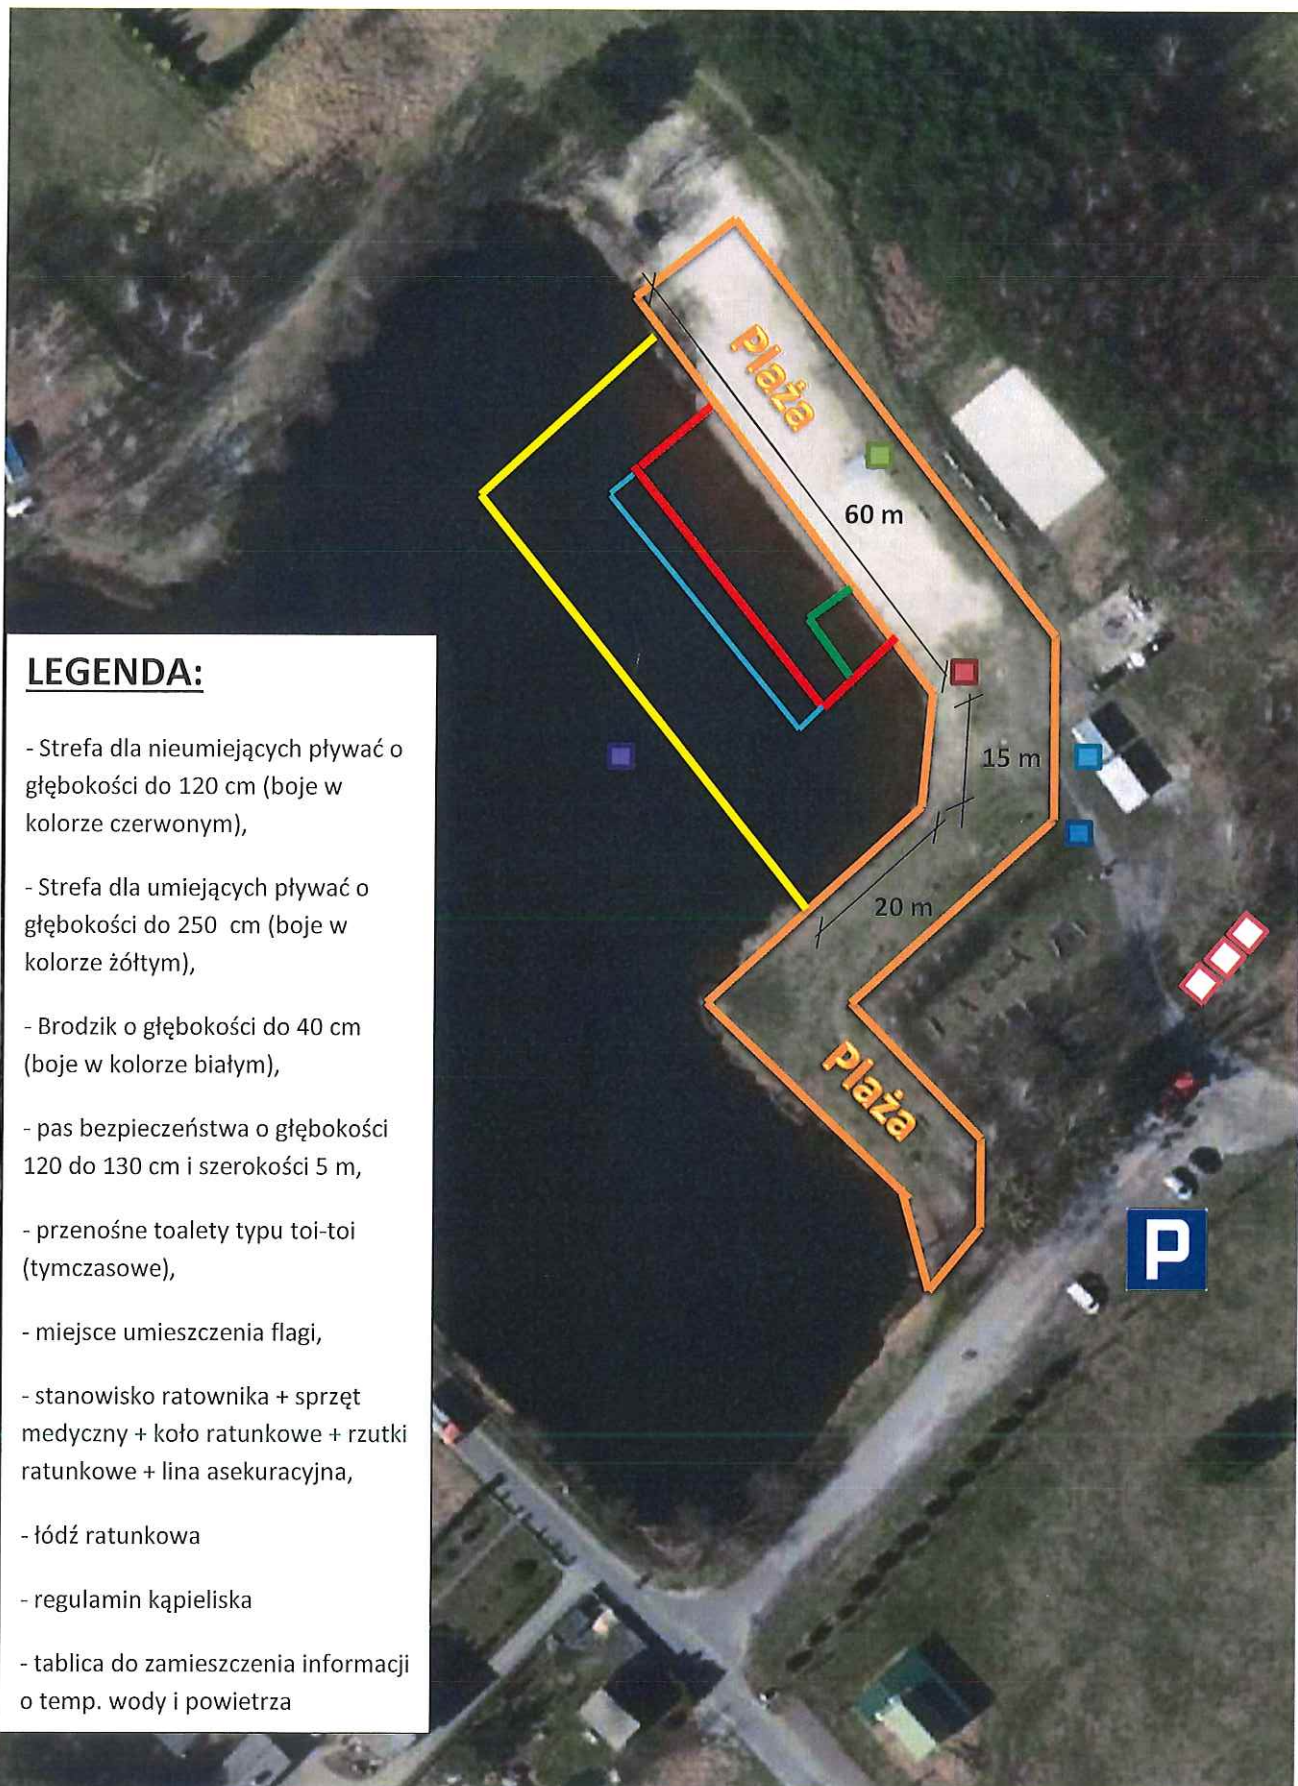 Plaża
60 m
15 m
20 m
Plaża
P
LEGENDA:
- Strefa dla nieumiejących pływać o
głębokości do 120 cm (boje w
kolorze czerwonym),
- Strefa dla umiejących pływać o
głębokości do 250 cm (boje w
kolorze żółtym),
- Brodzik o głębokości do 40 cm
(boje w kolorze białym),
- pas bezpieczeństwa o głębokości
120 do 130 cm i szerokości 5 m,
- przenośne toalety typu toi-toi
(tymczasowe),
- miejsce umieszczenia flagi,
- stanowisko ratownika + sprzęt
medyczny + koło ratunkowe + rzutki
ratunkowe + lina asekuracyjna,
- łódź ratunkowa
- regulamin kąpieliska
- tablica do zamieszczenia informacji
o temp. wody i powietrza